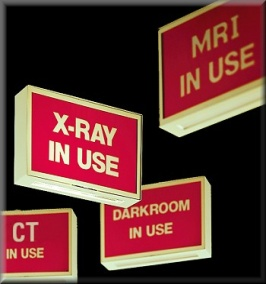 MRI
IN USE
X-RAY
IN USE
DARKROOM
IN USE
CT
IN USE